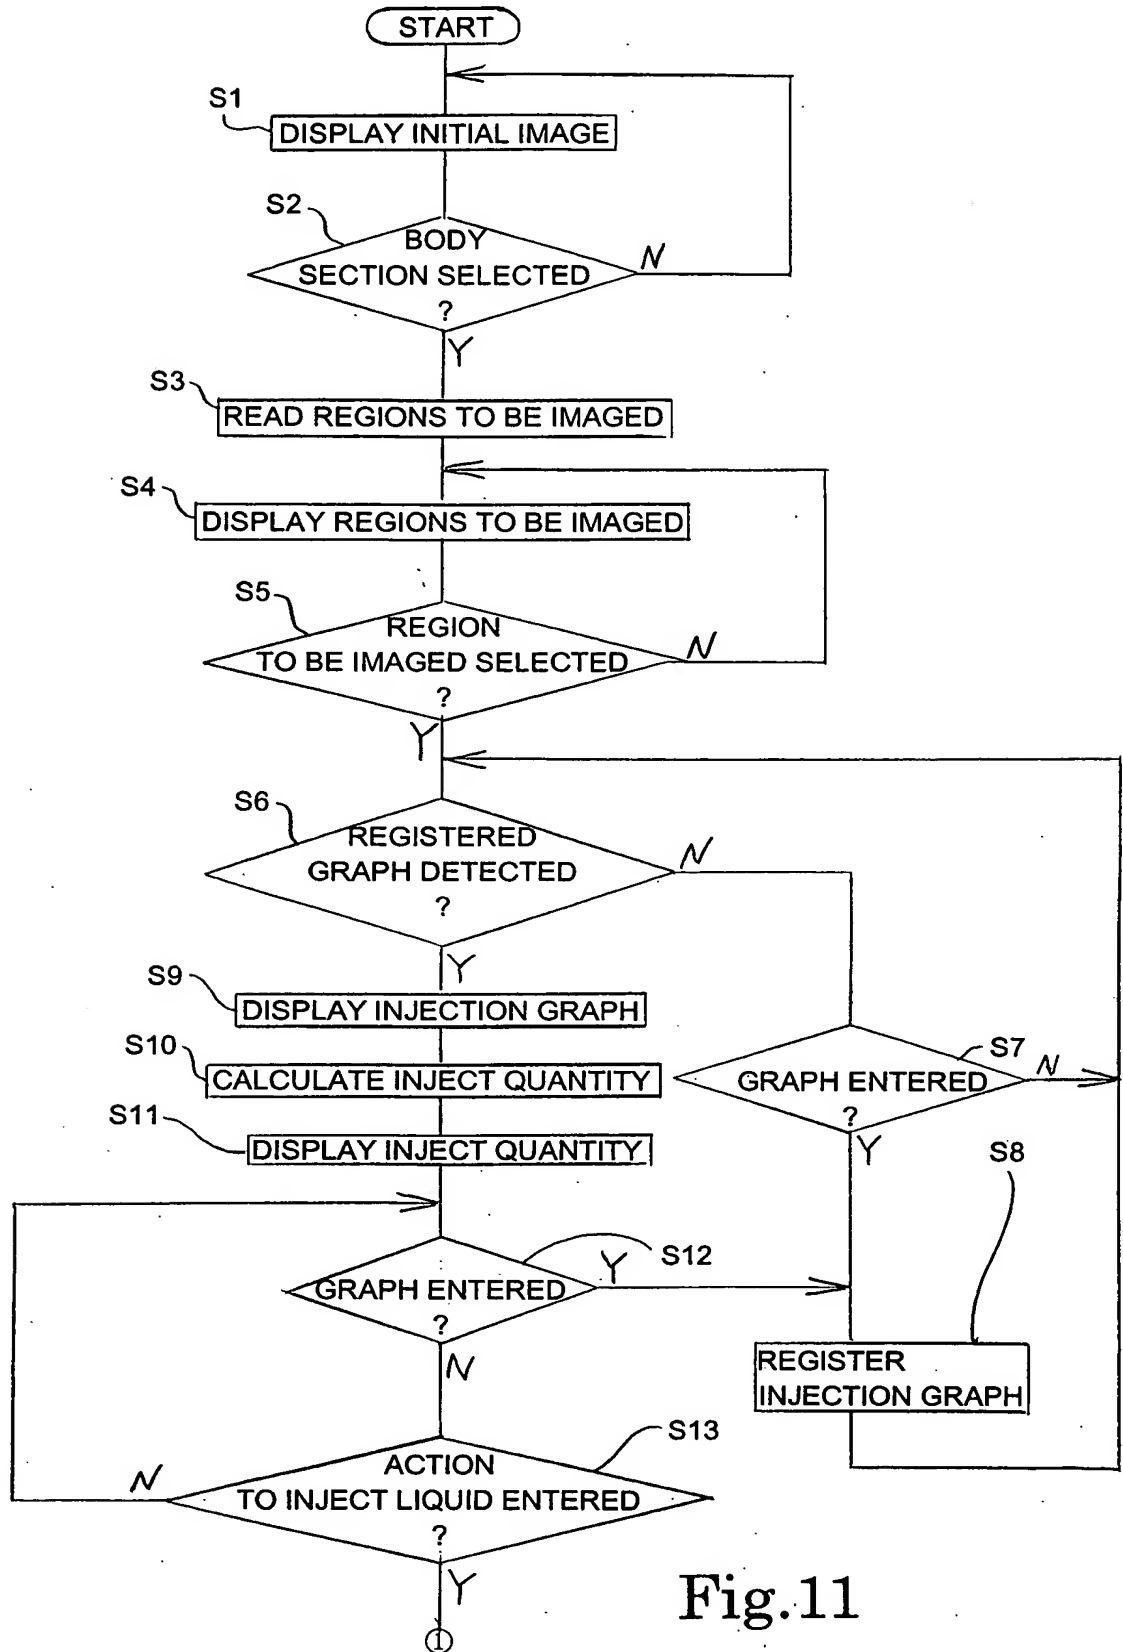 START
S1
DISPLAY INITIAL IMAGE
S2
BODY
SECTION SELECTED
?
N
Y
S3
READ REGIONS TO BE IMAGED
S4
DISPLAY REGIONS TO BE IMAGED
S5
REGION
TO BE IMAGED SELECTED
?
N
Y
S6
REGISTERED
GRAPH DETECTED
?
N
Y
S9
DISPLAY INJECTION GRAPH
S10
CALCULATE INJECT QUANTITY
S7
GRAPH ENTERED
?
N
Y
S11
DISPLAY INJECT QUANTITY
S8
S12
GRAPH ENTERED
?
Y
N
REGISTER
INJECTION GRAPH
S13
ACTION
TO INJECT LIQUID ENTERED
?
N
Y
①
Fig.11